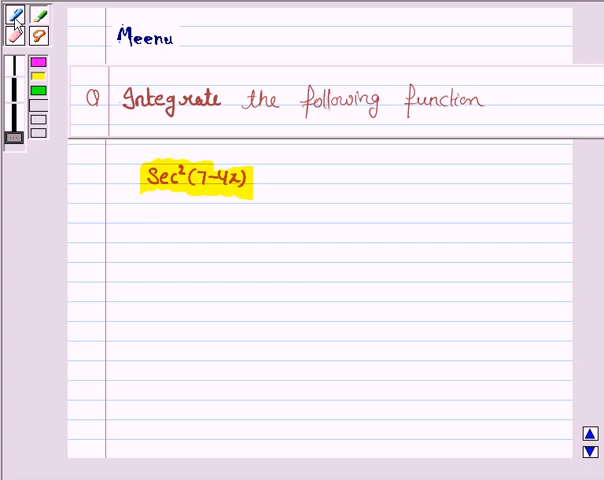 Meenu
Q Integrate the following function
Sec²(7-4x)